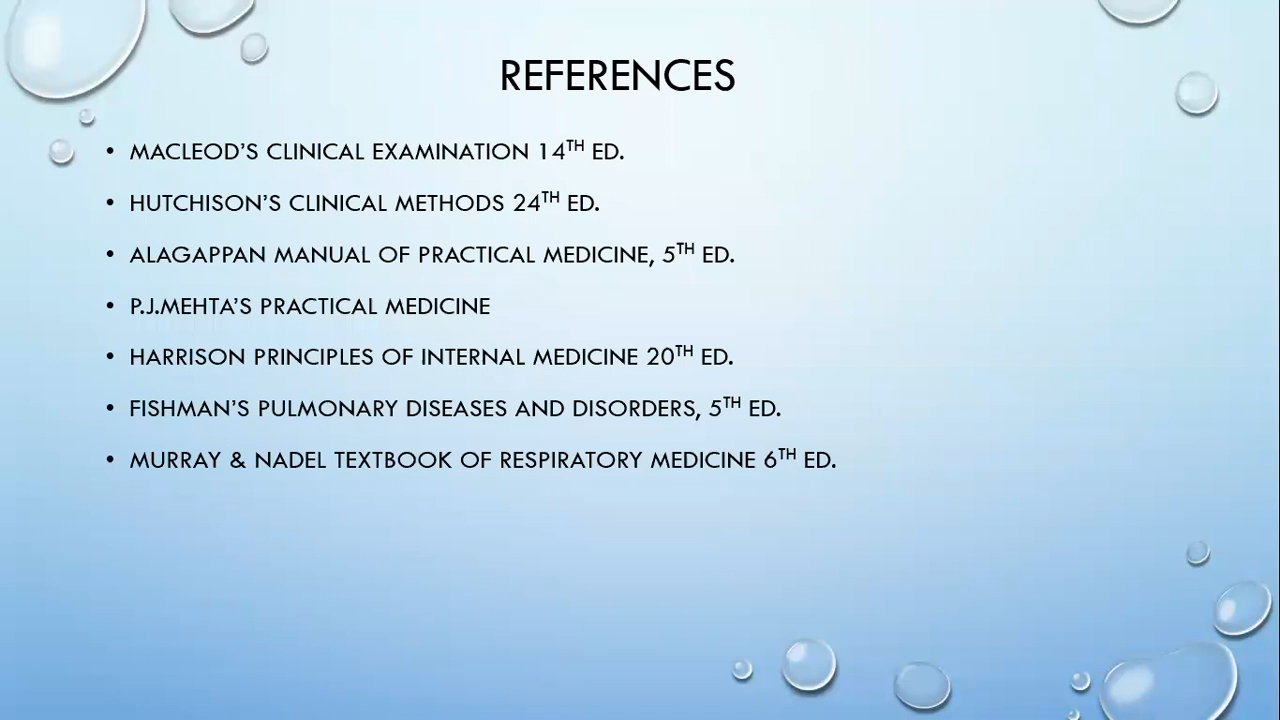 REFERENCES
• MACLEOD’S CLINICAL EXAMINATION 14TH ED.
• HUTCHISON’S CLINICAL METHODS 24TH ED.
• ALAGAPPAN MANUAL OF PRACTICAL MEDICINE, 5TH ED.
• P.J.MEHTA’S PRACTICAL MEDICINE
• HARRISON PRINCIPLES OF INTERNAL MEDICINE 20TH ED.
• FISHMAN’S PULMONARY DISEASES AND DISORDERS, 5TH ED.
• MURRAY & NADEL TEXTBOOK OF RESPIRATORY MEDICINE 6TH ED.